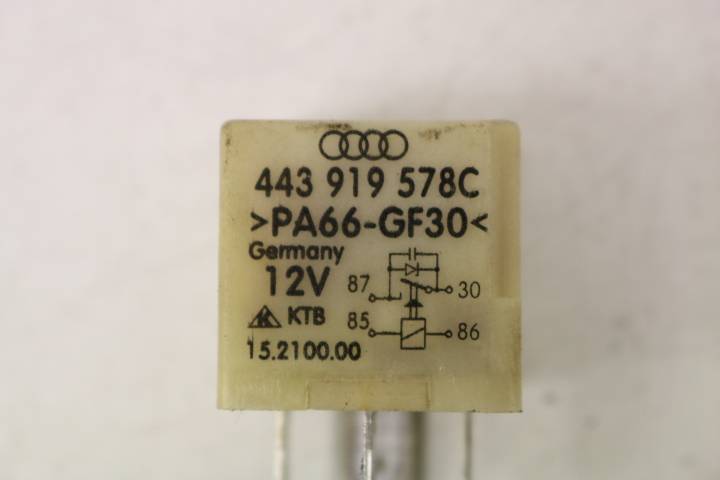 443 919 578C
>PA66-GF30<
Germany
12V
87 30
KTB 85 86
15.2100.00